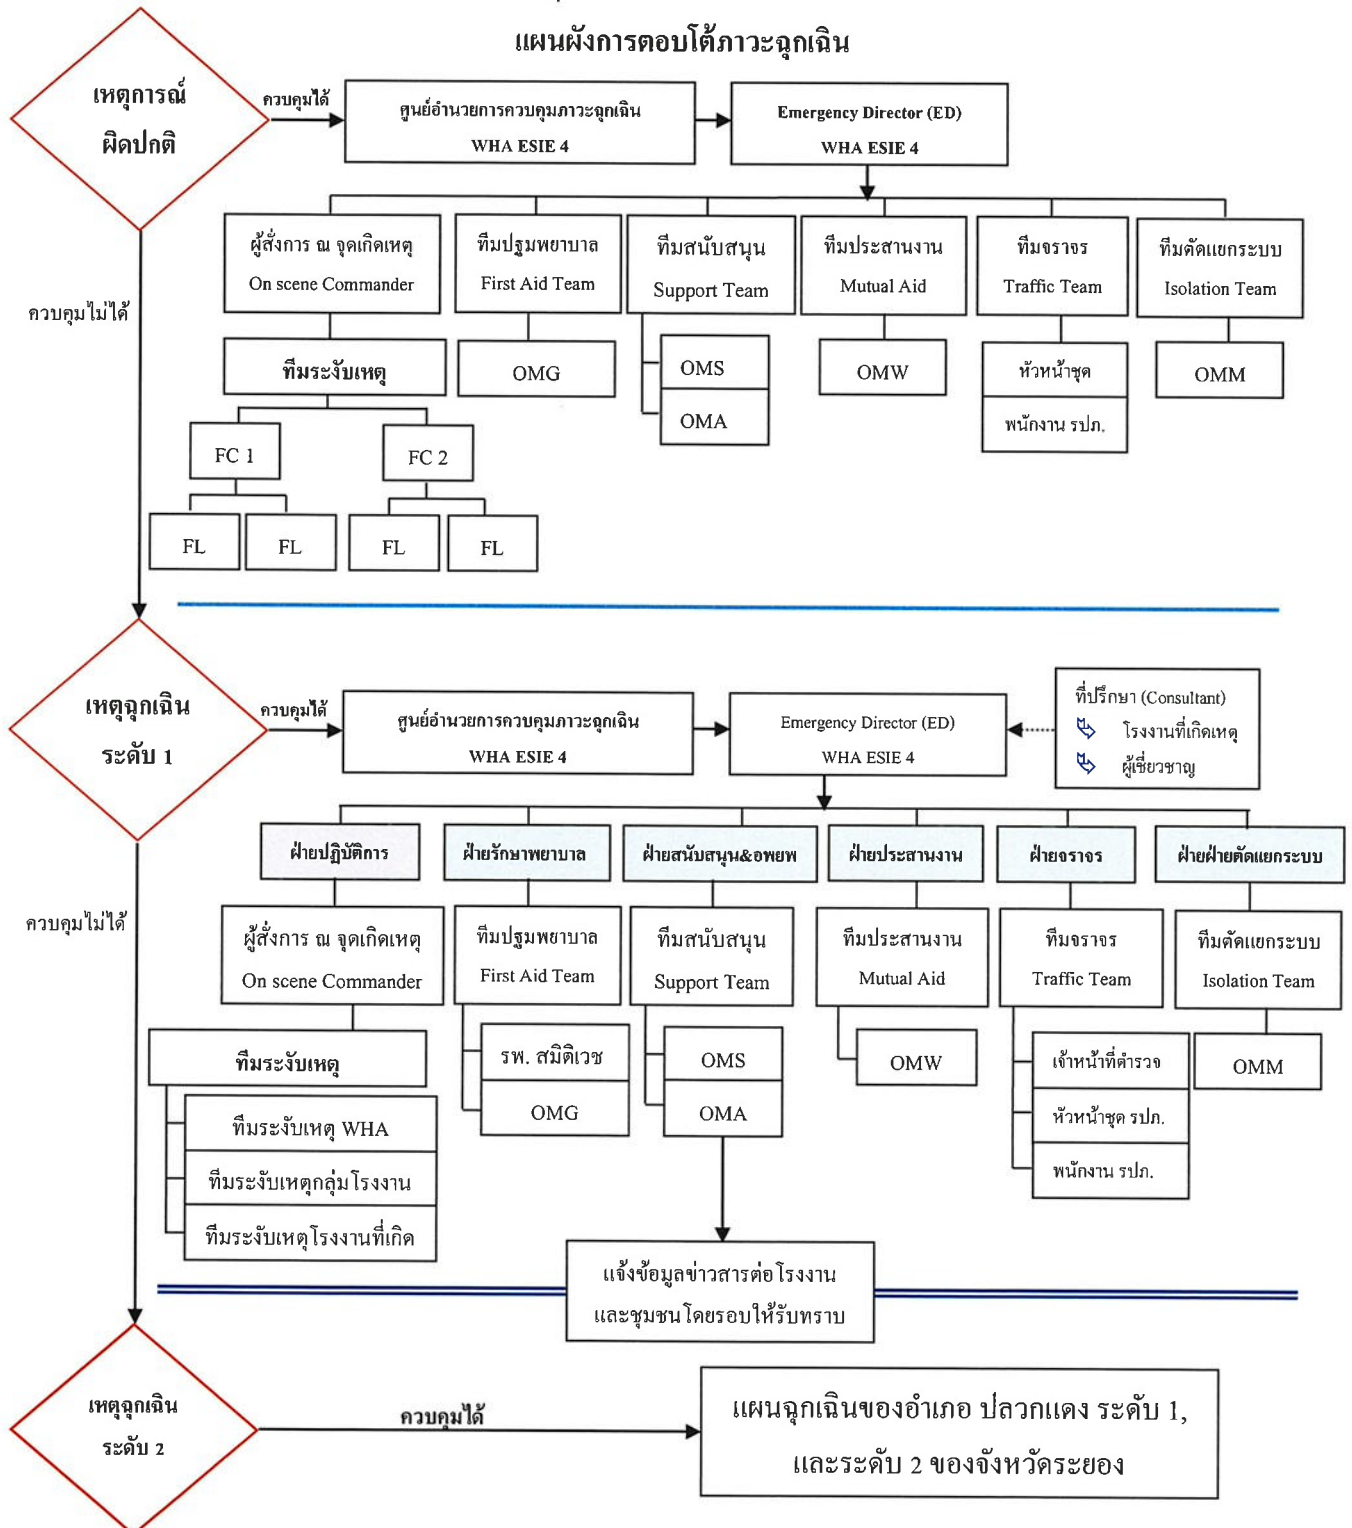 แผนผังการตอบโต้ภาวะฉุกเฉิน
เหตุการณ์
ผิดปกติ
ควบคุมได้
ศูนย์อำนวยการควบคุมภาวะฉุกเฉิน
WHA ESIE 4
Emergency Director (ED)
WHA ESIE 4
ควบคุมไม่ได้
ผู้สั่งการ ณ จุดเกิดเหตุ
On scene Commander
ทีมปฐมพยาบาล
First Aid Team
ทีมสนับสนุน
Support Team
ทีมประสานงาน
Mutual Aid
ทีมจราจร
Traffic Team
ทีมตัดแยกระบบ
Isolation Team
ทีมระงับเหตุ
OMG
OMS
OMA
OMW
หัวหน้าชุด
พนักงาน รปภ.
OMM
FC 1
FC 2
FL
FL
FL
FL
เหตุฉุกเฉิน
ระดับ 1
ควบคุมได้
ศูนย์อำนวยการควบคุมภาวะฉุกเฉิน
WHA ESIE 4
Emergency Director (ED)
WHA ESIE 4
ที่ปรึกษา (Consultant)
โรงงานที่เกิดเหตุ
ผู้เชี่ยวชาญ
ควบคุมไม่ได้
ฝ่ายปฏิบัติการ
ฝ่ายรักษาพยาบาล
ฝ่ายสนับสนุน&อพยพ
ฝ่ายประสานงาน
ฝ่ายจราจร
ฝ่ายฝ่ายตัดแยกระบบ
ผู้สั่งการ ณ จุดเกิดเหตุ
On scene Commander
ทีมปฐมพยาบาล
First Aid Team
ทีมสนับสนุน
Support Team
ทีมประสานงาน
Mutual Aid
ทีมจราจร
Traffic Team
ทีมตัดแยกระบบ
Isolation Team
ทีมระงับเหตุ
ทีมระงับเหตุ WHA
ทีมระงับเหตุกลุ่มโรงงาน
ทีมระงับเหตุโรงงานที่เกิด
รพ. สมิติเวช
OMG
OMS
OMA
OMW
เจ้าหน้าที่ตำรวจ
หัวหน้าชุด รปภ.
พนักงาน รปภ.
OMM
แจ้งข้อมูลข่าวสารต่อโรงงาน
และชุมชนโดยรอบให้รับทราบ
เหตุฉุกเฉิน
ระดับ 2
ควบคุมได้
แผนฉุกเฉินของอำเภอ ปลวกแดง ระดับ 1,
และระดับ 2 ของจังหวัดระยอง